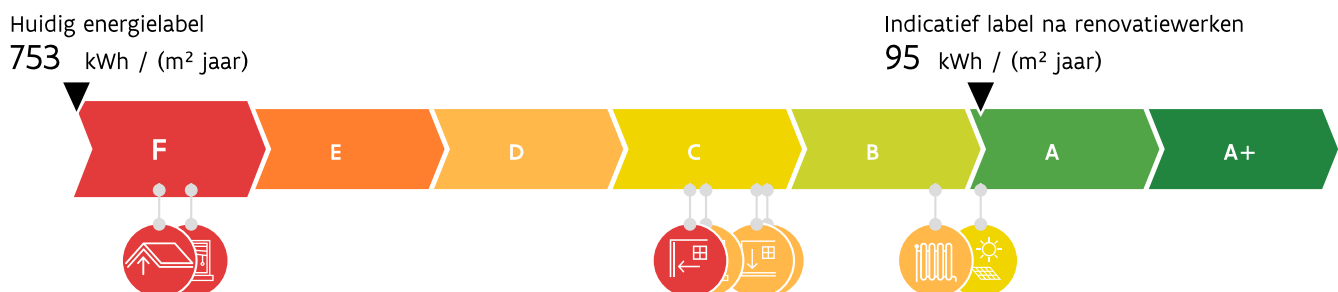 Huidig energielabel
753 kWh / (m² jaar)
Indicatief label na renovatiewerken
95 kWh / (m² jaar)
F E D C B A A+